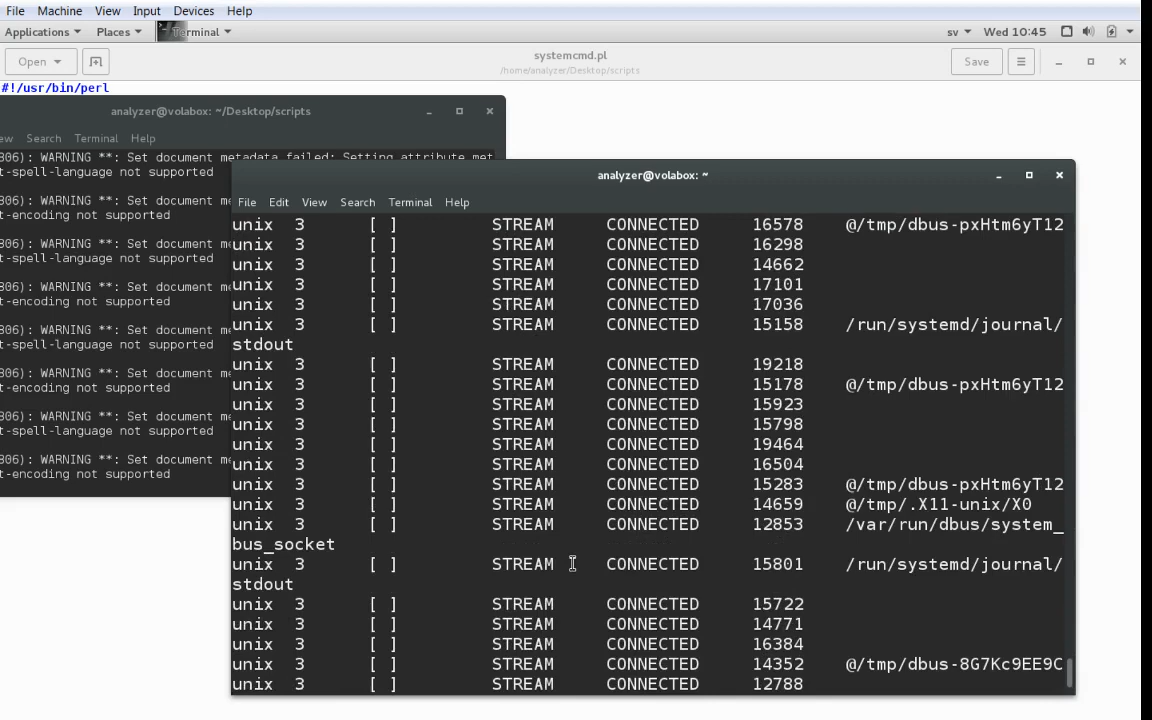 File Machine View Input Devices Help
Applications Places Terminal sv Wed 10:45
Open systemcmd.pl Save
/home/analyzer/Desktop/scripts
#!/usr/bin/perl
analyzer@volabox: ~/Desktop/scripts
ew Search Terminal Help
806): WARNING **: Set document metadata failed: Setting attribute met
t-spell-language not supported
806): WARNING **: Set document m
t-encoding not supported
806): WARNING **: Set document me
t-spell-language not supported
806): WARNING **: Set document me
t-encoding not supported
806): WARNING **: Set document me
t-spell-language not supported
806): WARNING **: Set document me
t-encoding not supported
806): WARNING **: Set document me
t-spell-language not supported
806): WARNING **: Set document me
t-encoding not supported
analyzer@volabox: ~
File Edit View Search Terminal Help
unix 3 [ ] STREAM CONNECTED 16578 @/tmp/dbus-pxHtm6yT12
unix 3 [ ] STREAM CONNECTED 16298
unix 3 [ ] STREAM CONNECTED 14662
unix 3 [ ] STREAM CONNECTED 17101
unix 3 [ ] STREAM CONNECTED 17036
unix 3 [ ] STREAM CONNECTED 15158 /run/systemd/journal/
stdout
unix 3 [ ] STREAM CONNECTED 19218
unix 3 [ ] STREAM CONNECTED 15178 @/tmp/dbus-pxHtm6yT12
unix 3 [ ] STREAM CONNECTED 15923
unix 3 [ ] STREAM CONNECTED 15798
unix 3 [ ] STREAM CONNECTED 19464
unix 3 [ ] STREAM CONNECTED 16504
unix 3 [ ] STREAM CONNECTED 15283 @/tmp/dbus-pxHtm6yT12
unix 3 [ ] STREAM CONNECTED 14659 @/tmp/.X11-unix/X0
unix 3 [ ] STREAM CONNECTED 12853 /var/run/dbus/system_
bus_socket
unix 3 [ ] STREAM CONNECTED 15801 /run/systemd/journal/
stdout
unix 3 [ ] STREAM CONNECTED 15722
unix 3 [ ] STREAM CONNECTED 14771
unix 3 [ ] STREAM CONNECTED 16384
unix 3 [ ] STREAM CONNECTED 14352 @/tmp/dbus-8G7Kc9EE9C
unix 3 [ ] STREAM CONNECTED 12788